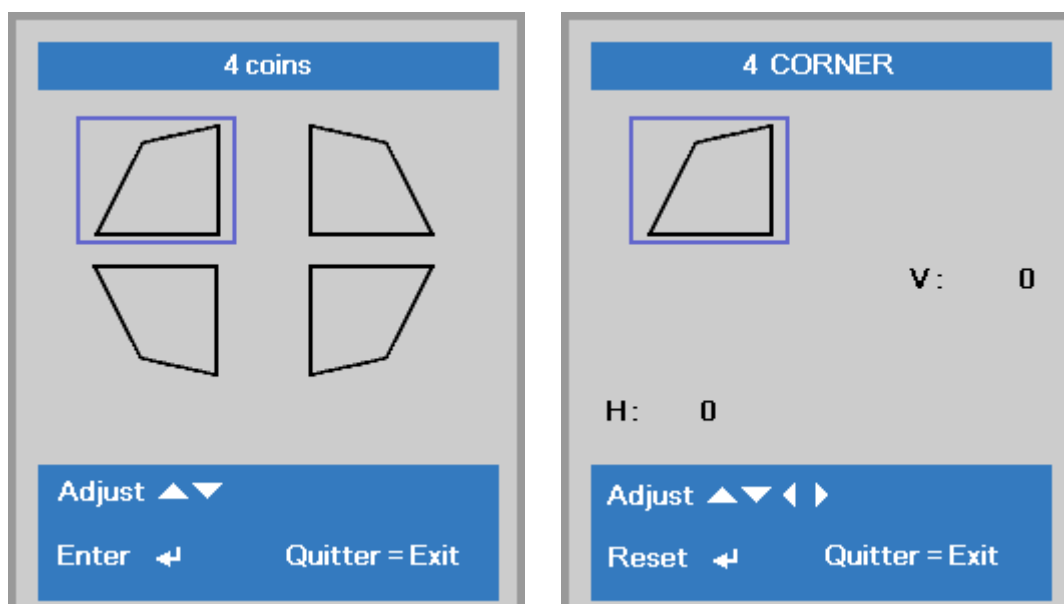 4 coins
Adjust
Enter Quitter = Exit
4 CORNER
V: 0
H: 0
Adjust
Reset Quitter = Exit